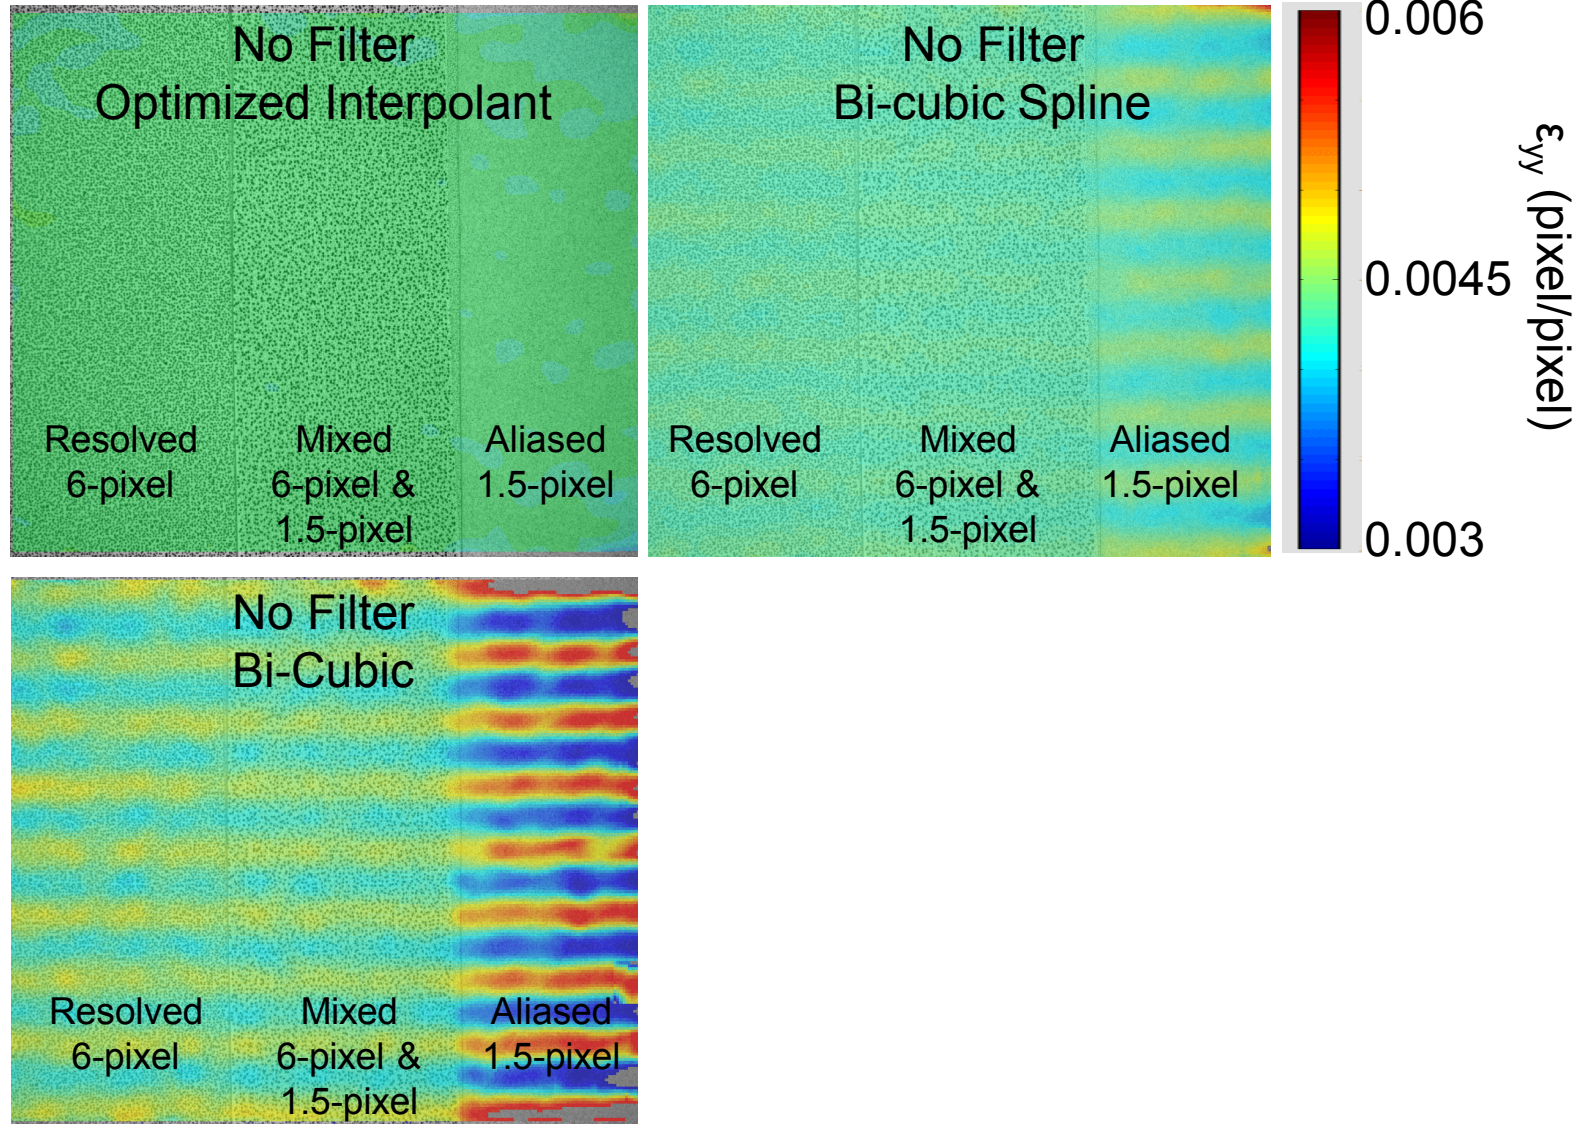 No Filter
Optimized Interpolant
Resolved
6-pixel
Mixed
6-pixel &
1.5-pixel
Aliased
1.5-pixel
No Filter
Bi-cubic Spline
Resolved
6-pixel
Mixed
6-pixel &
1.5-pixel
Aliased
1.5-pixel
0.006
0.0045
0.003
εyy (pixel/pixel)
No Filter
Bi-Cubic
Resolved
6-pixel
Mixed
6-pixel &
1.5-pixel
Aliased
1.5-pixel